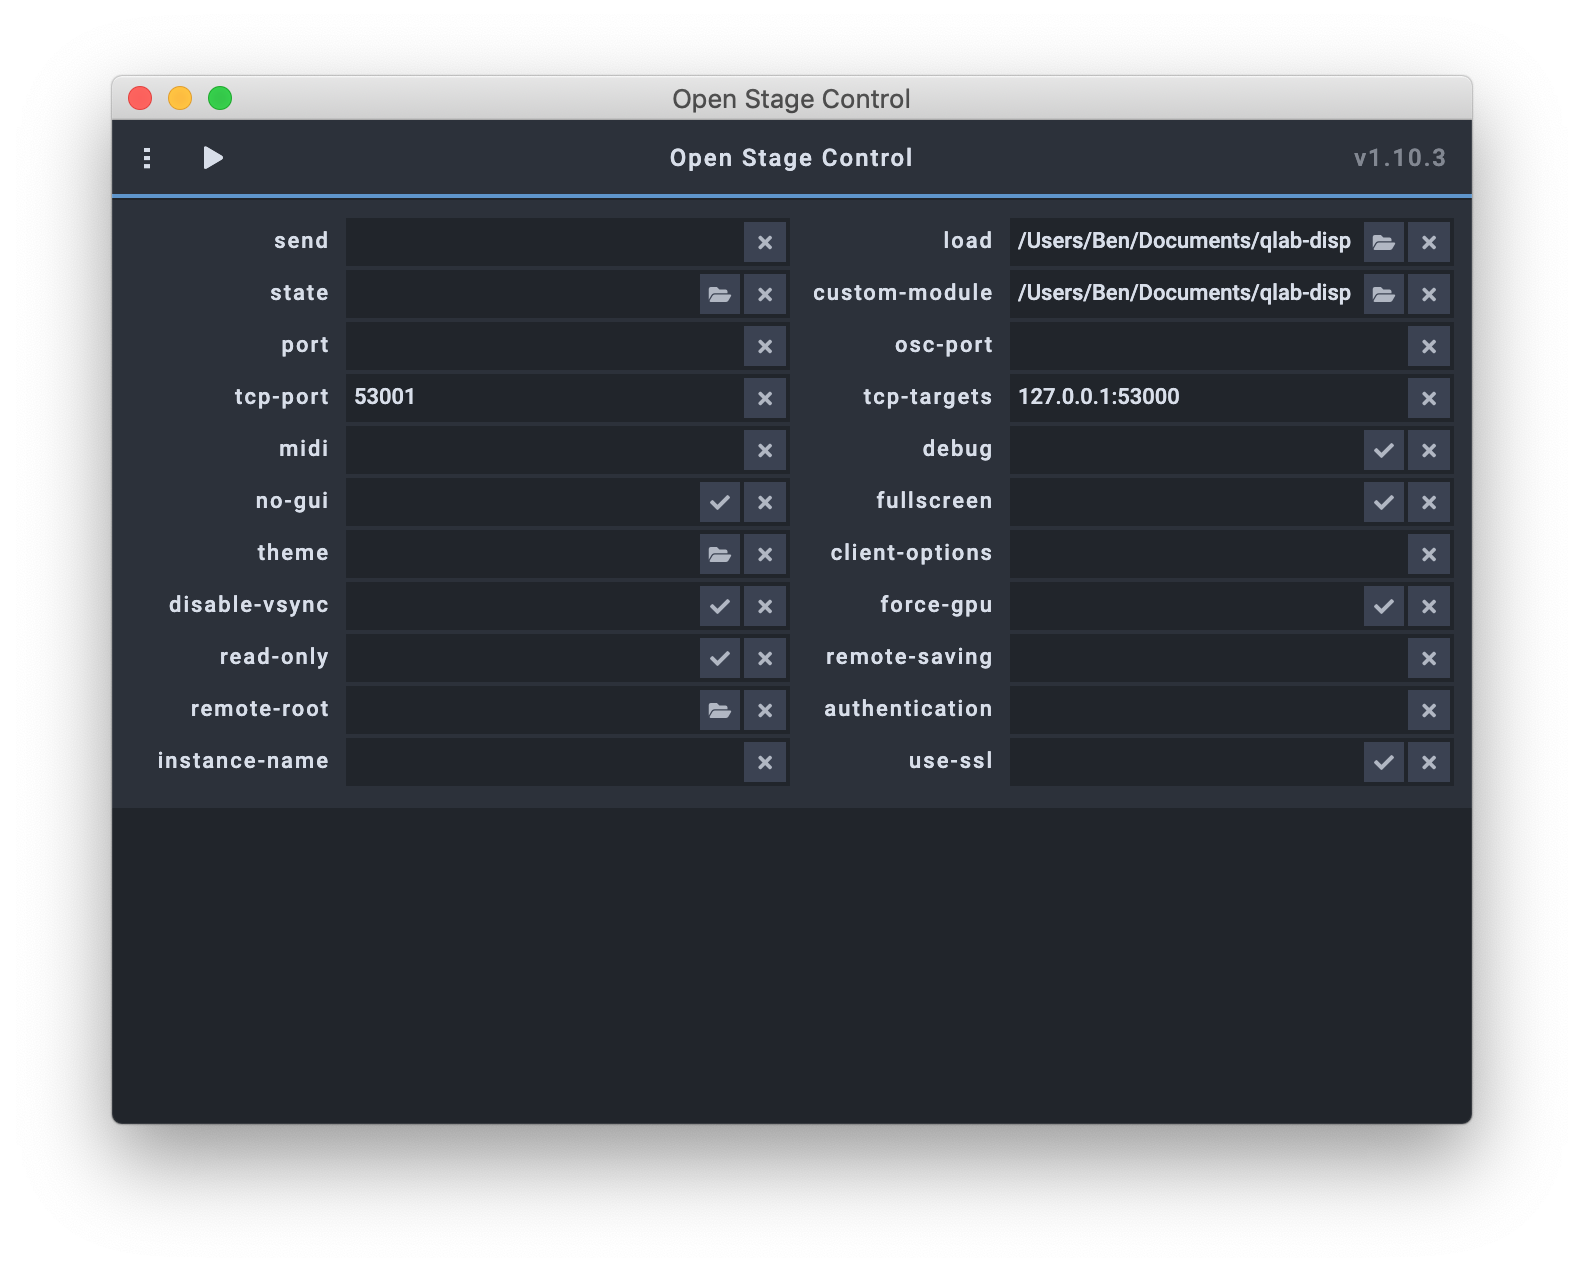 Open Stage Control
Open Stage Control v1.10.3
send load /Users/Ben/Documents/qlab-disp
state custom-module /Users/Ben/Documents/qlab-disp
port osc-port
tcp-port 53001 tcp-targets 127.0.0.1:53000
midi debug
no-gui fullscreen
theme client-options
disable-vsync force-gpu
read-only remote-saving
remote-root authentication
instance-name use-ssl